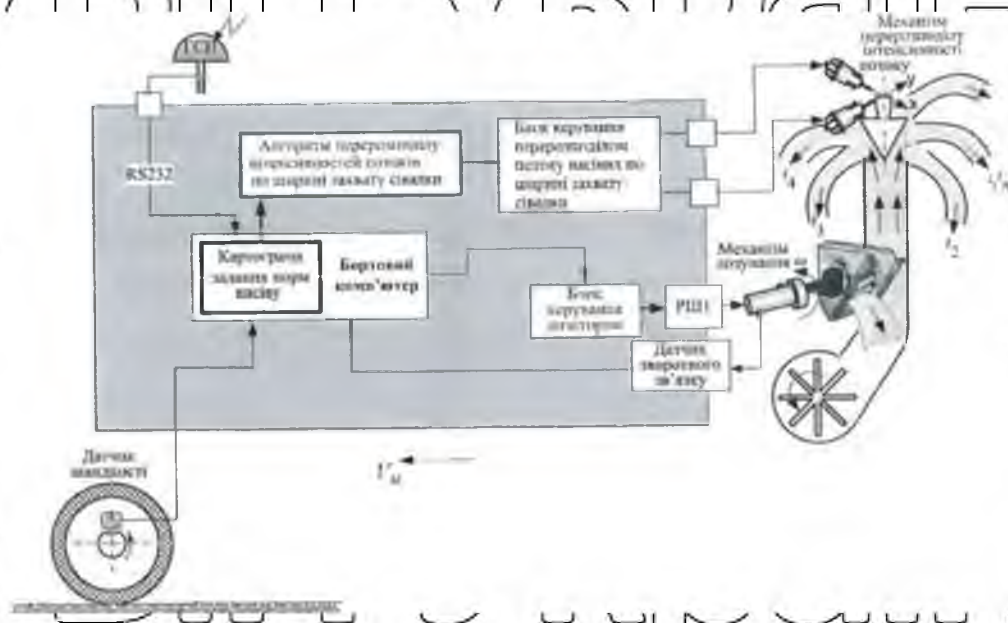 Механізм
перерозподілу
інтенсивності
потоку
y
x
RS232
Алгоритм перерозподілу
інтенсивностей потоків
по ширині захвату сівалки
Блок керування
перерозподілом
потоку насіння по
ширині захвату
сівалки
Картограма
задання норм
висіву
Бортовий
комп'ютер
Механізм
дозування ω
Блок
керування
дозатором
Датчик
зворотного
зв'язку
Датчик
швидкості